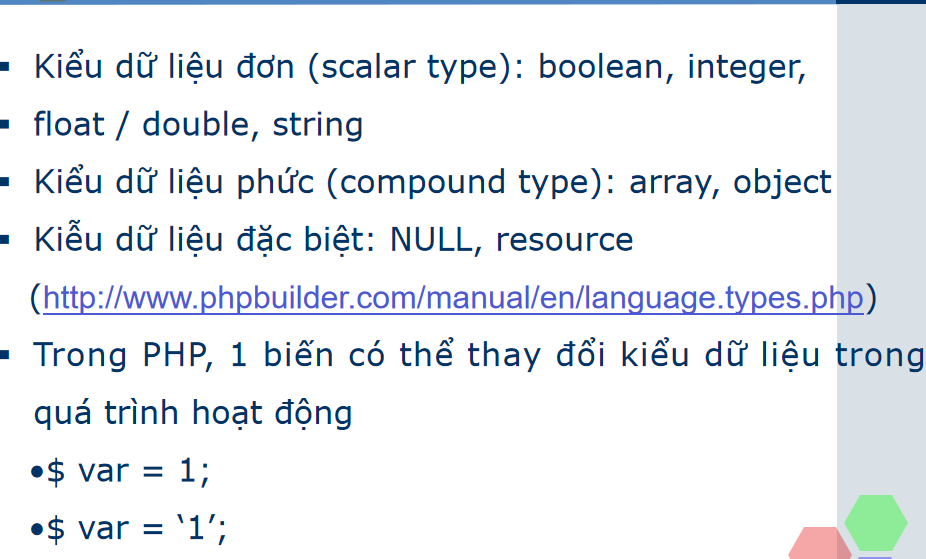 ▪ Kiểu dữ liệu đơn (scalar type): boolean, integer,
▪ float / double, string
▪ Kiểu dữ liệu phức (compound type): array, object
▪ Kiễu dữ liệu đặc biệt: NULL, resource
(http://www.phpbuilder.com/manual/en/language.types.php)
▪ Trong PHP, 1 biến có thể thay đổi kiểu dữ liệu trong
quá trình hoạt động
•$ var = 1;
•$ var = ‘1’;